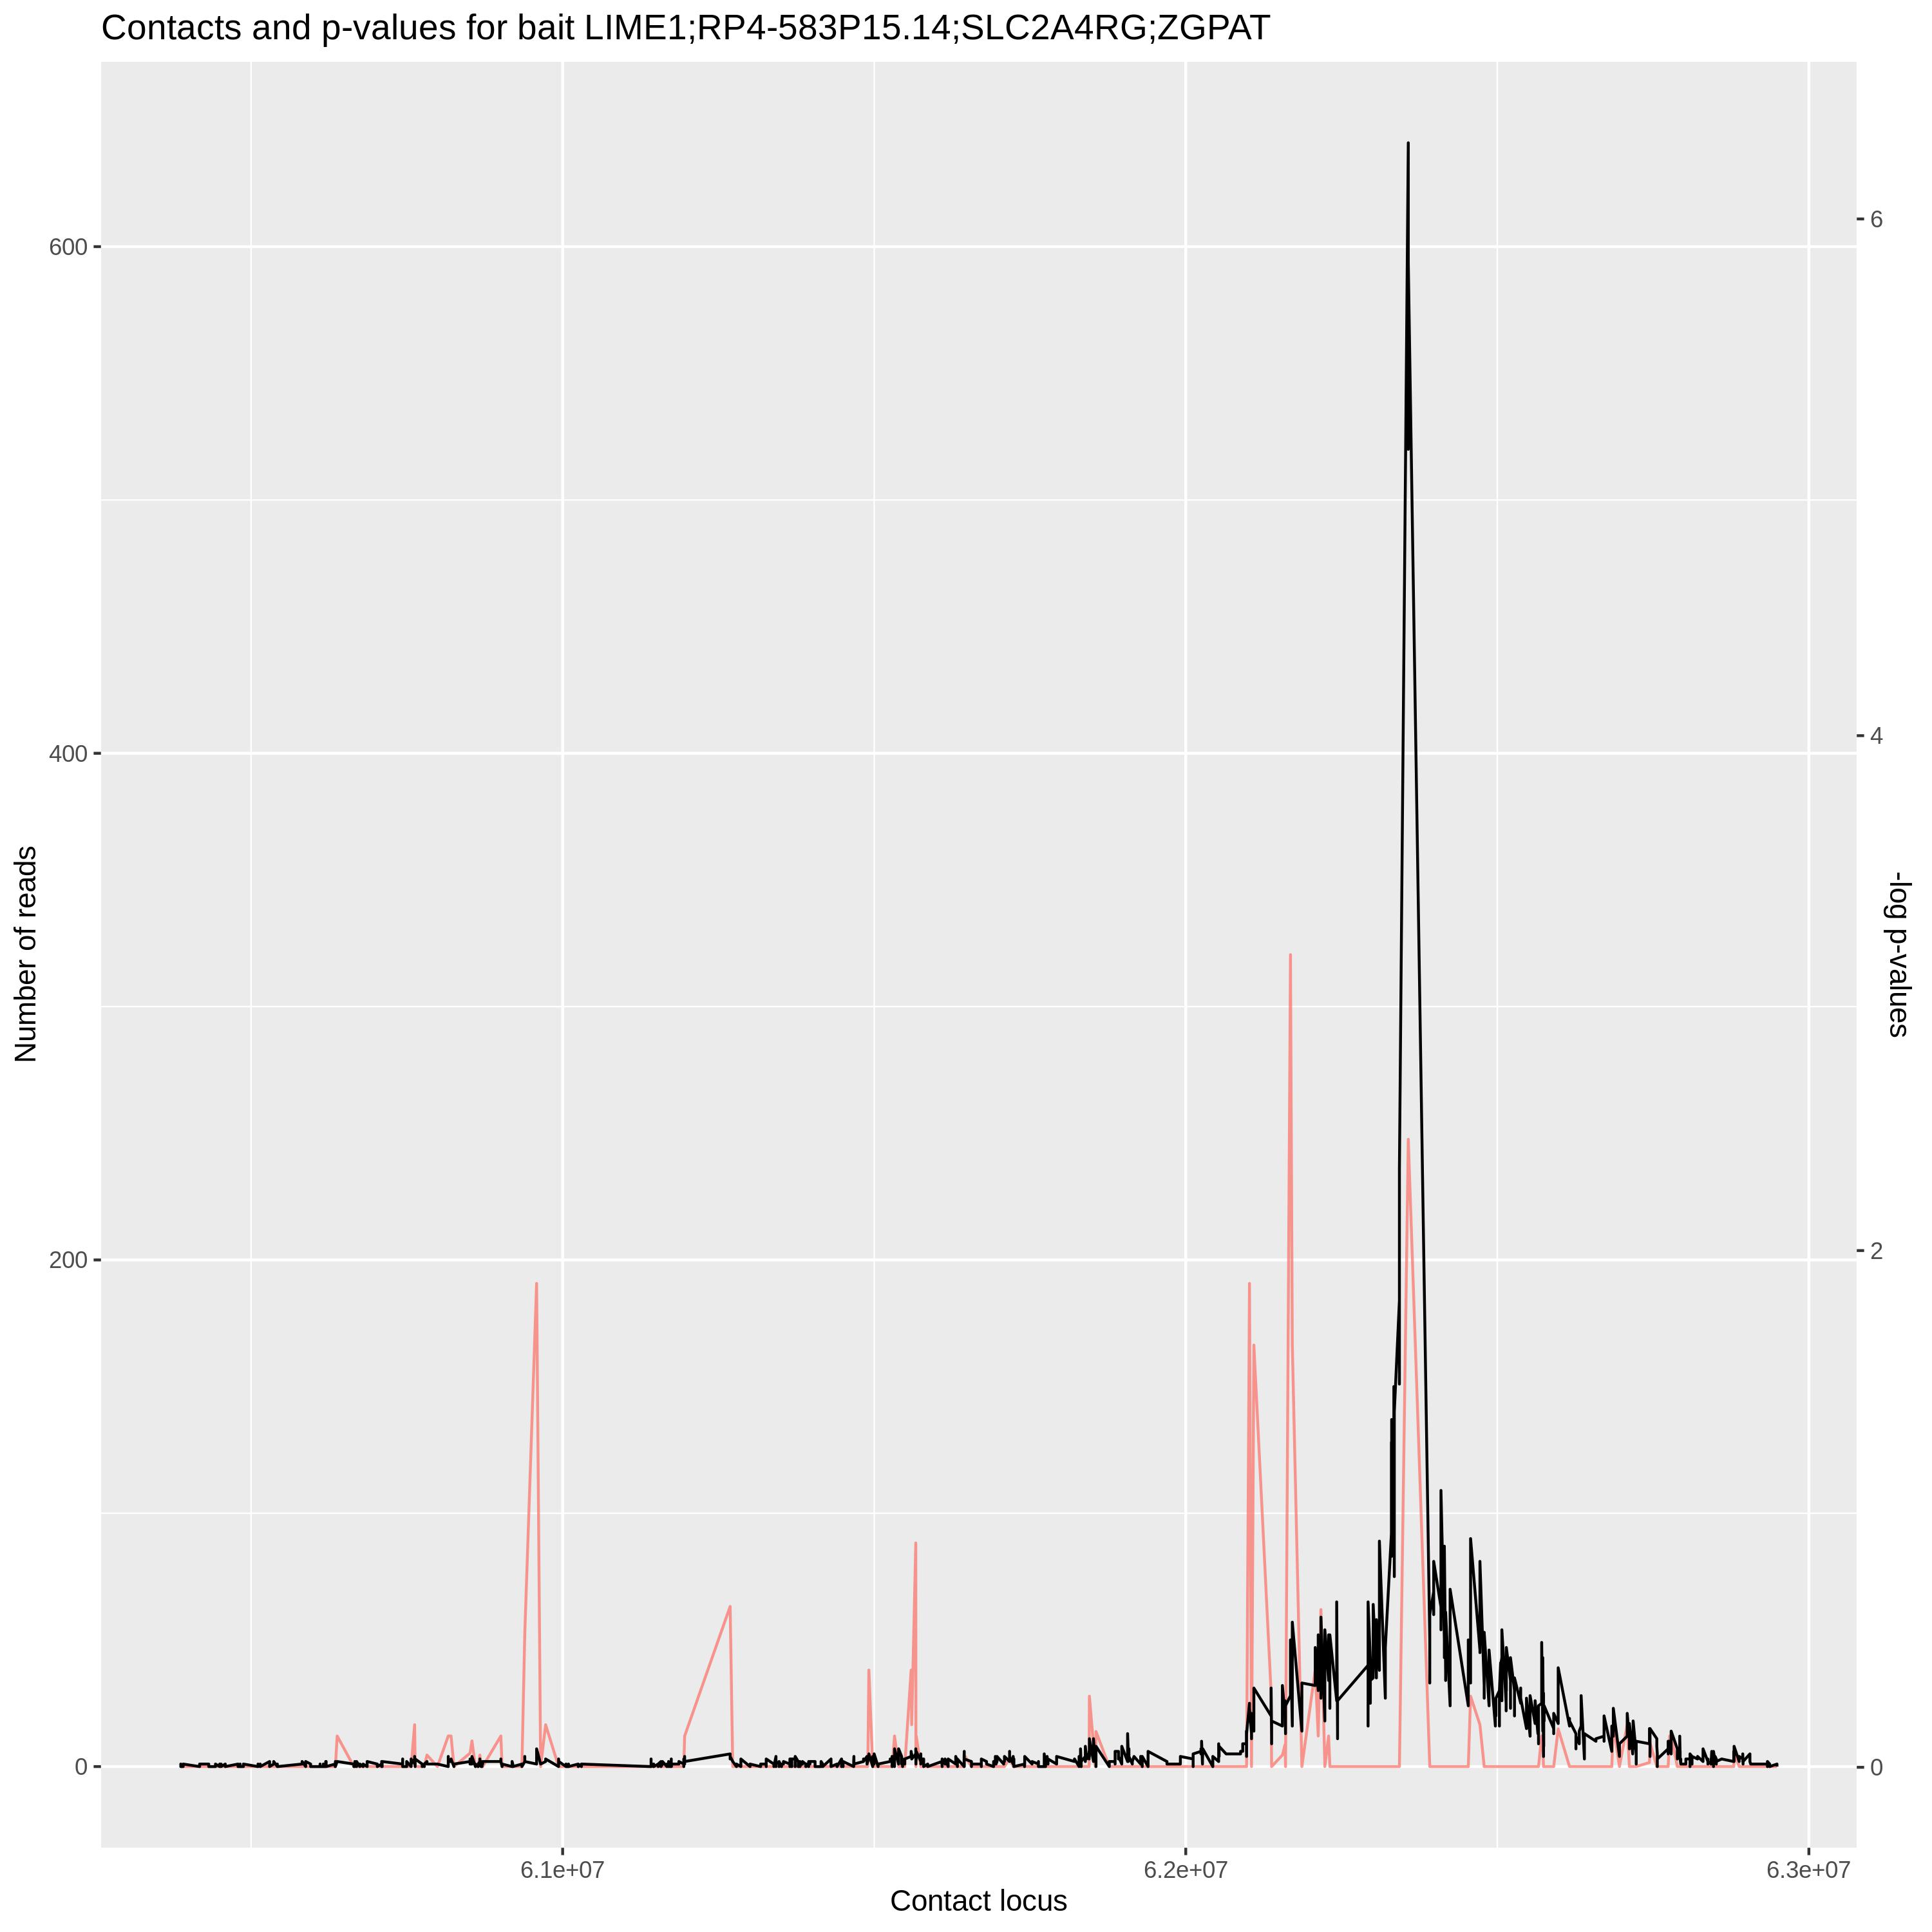 Contacts and p-values for bait LIME1;RP4-583P15.14;SLC2A4RG;ZGPAT
600
400
200
0
Number of reads
6
4
2
0
-log p-values
6.1e+07
6.2e+07
6.3e+07
Contact locus